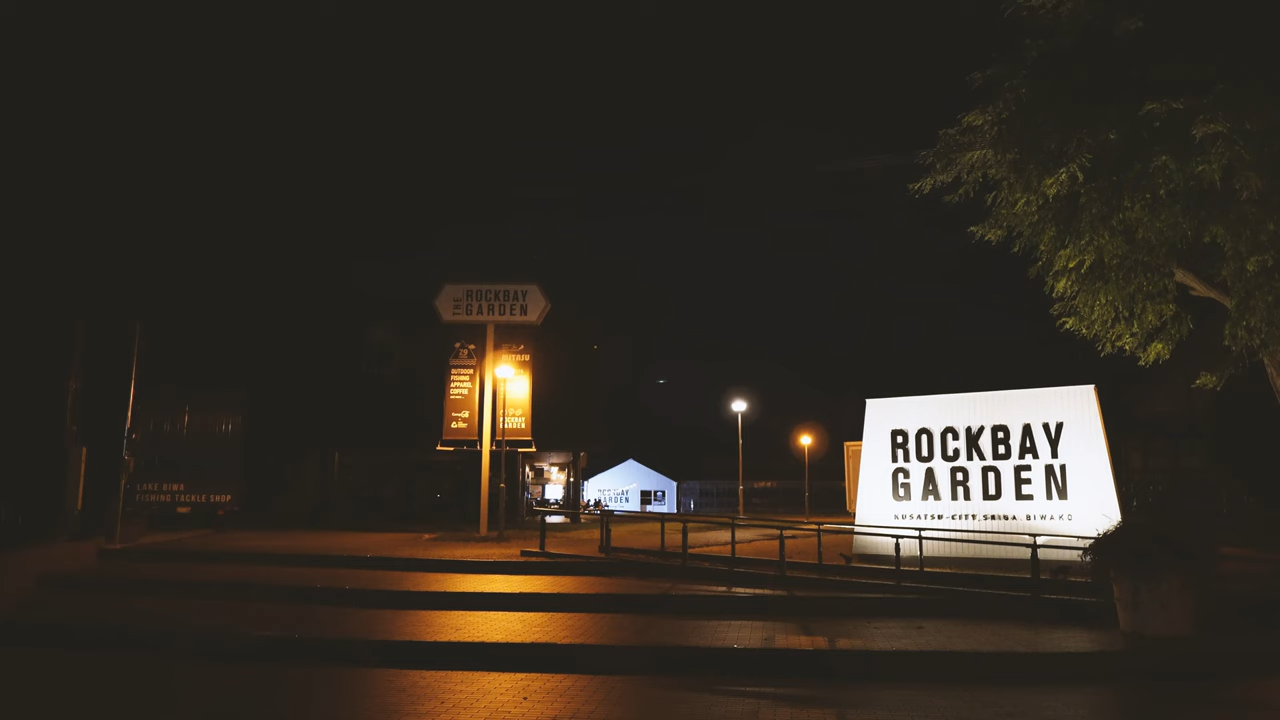 THE ROCKBAY
GARDEN
OUTDOOR
FISHING
APPAREL
COFFEE
MITASU
ROCKBAY
GARDEN
LAKE BIWA
FISHING TACKLE SHOP
ROCKBAY
GARDEN
ROCKBAY
GARDEN
KUSATSU-CITY,SHIGA.BIWAKO